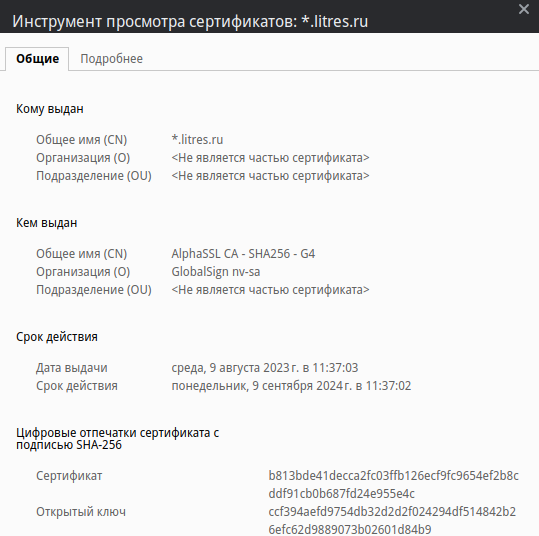 Инструмент просмотра сертификатов: *.litres.ru
Общие Подробнее
Кому выдан
Общее имя (CN) *.litres.ru
Организация (O) <Не является частью сертификата>
Подразделение (OU) <Не является частью сертификата>
Кем выдан
Общее имя (CN) AlphaSSL CA - SHA256 - G4
Организация (O) GlobalSign nv-sa
Подразделение (OU) <Не является частью сертификата>
Срок действия
Дата выдачи среда, 9 августа 2023 г. в 11:37:03
Срок действия понедельник, 9 сентября 2024 г. в 11:37:02
Цифровые отпечатки сертификата с
подписью SHA-256
Сертификат b813bde41decca2fc03ffb126ecf9fc9654ef2b8c
ddf91cb0b687fd24e955e4c
Открытый ключ ccf394aefd9754db32d2d2f024294df514842b2
6efc62d9889073b02601d84b9